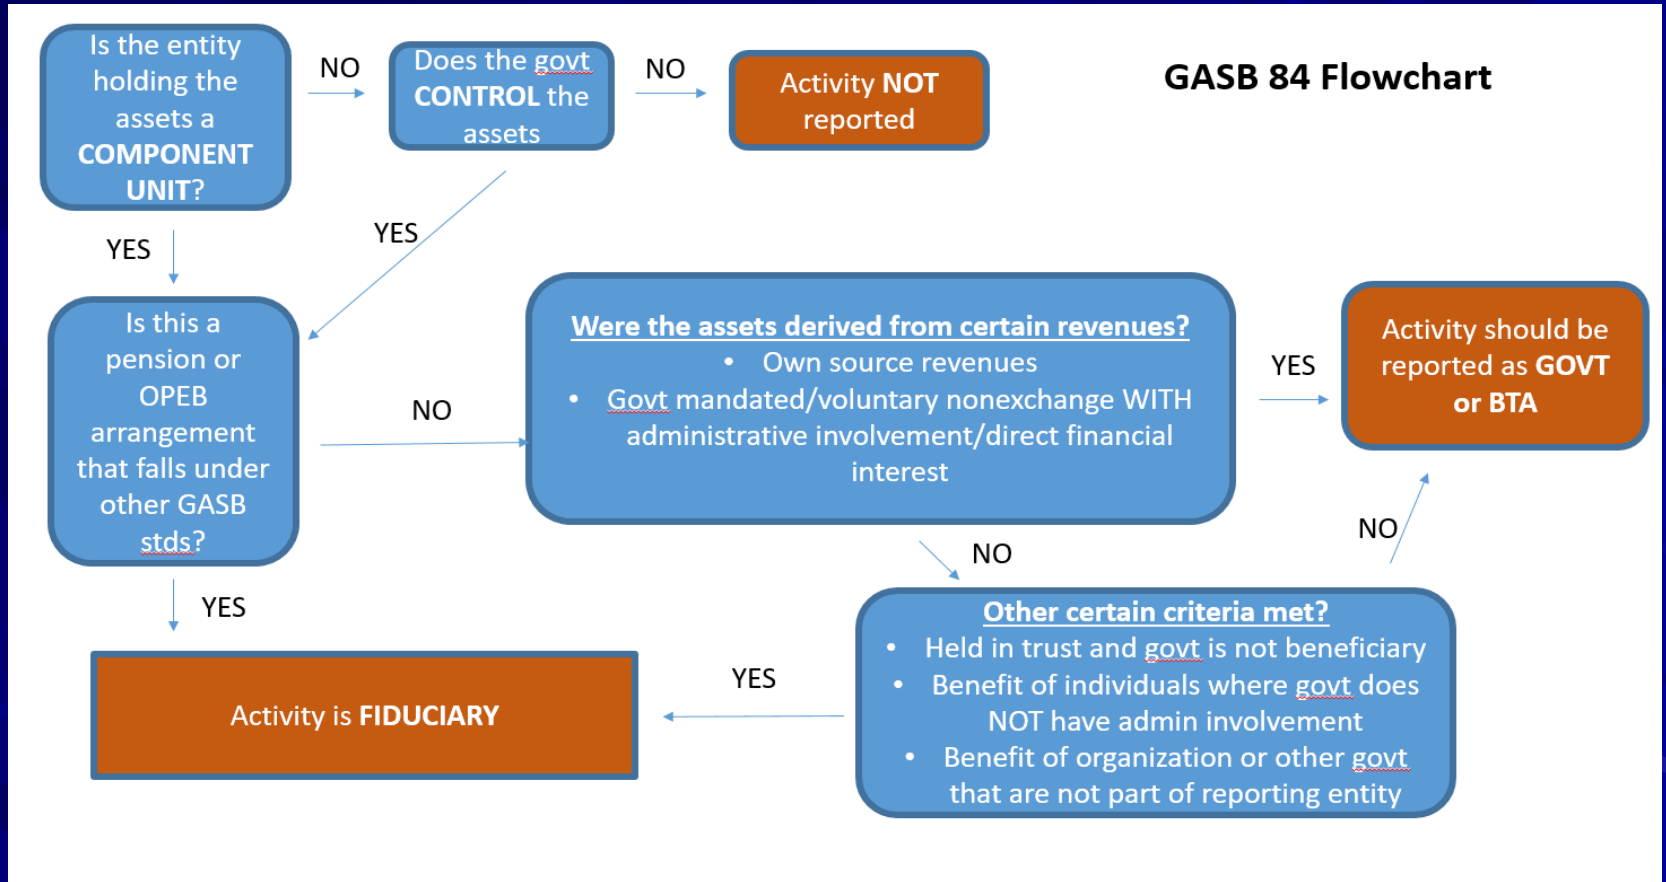 GASB 84 Flowchart
Is the entity
holding the
assets a
COMPONENT
UNIT?
NO
Does the govt
CONTROL the
assets
NO
Activity NOT
reported
YES
YES
Is this a
pension or
OPEB
arrangement
that falls under
other GASB
stds?
NO
Were the assets derived from certain revenues?
• Own source revenues
• Govt mandated/voluntary nonexchange WITH
administrative involvement/direct financial
interest
YES
Activity should be
reported as GOVT
or BTA
NO
NO
Other certain criteria met?
• Held in trust and govt is not beneficiary
• Benefit of individuals where govt does
NOT have admin involvement
• Benefit of organization or other govt
that are not part of reporting entity
YES
YES
Activity is FIDUCIARY